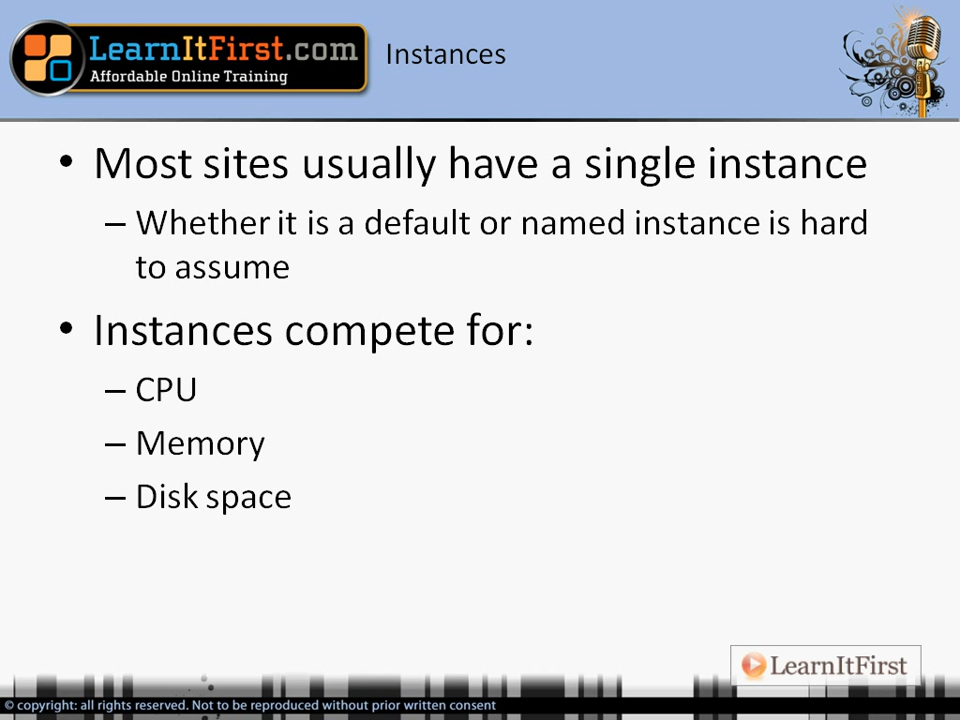 LearnItFirst.com
Affordable Online Training
Instances
• Most sites usually have a single instance
– Whether it is a default or named instance is hard
to assume
• Instances compete for:
– CPU
– Memory
– Disk space
LearnItFirst
© copyright: all rights reserved. Not to be reproduced without prior written consent